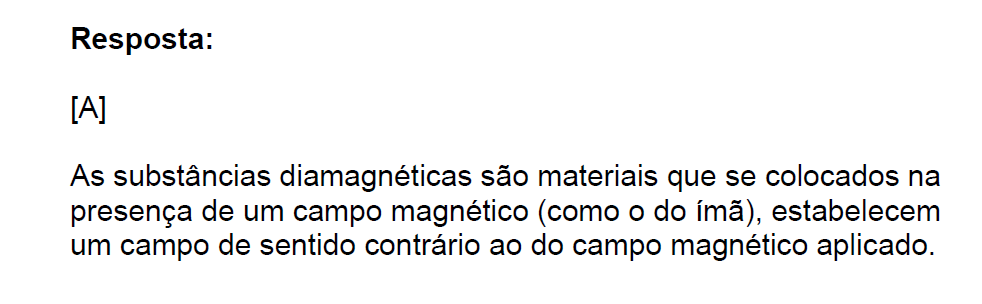 Resposta:
[A]
As substâncias diamagnéticas são materiais que se colocados na
presença de um campo magnético (como o do ímã), estabelecem
um campo de sentido contrário ao do campo magnético aplicado.